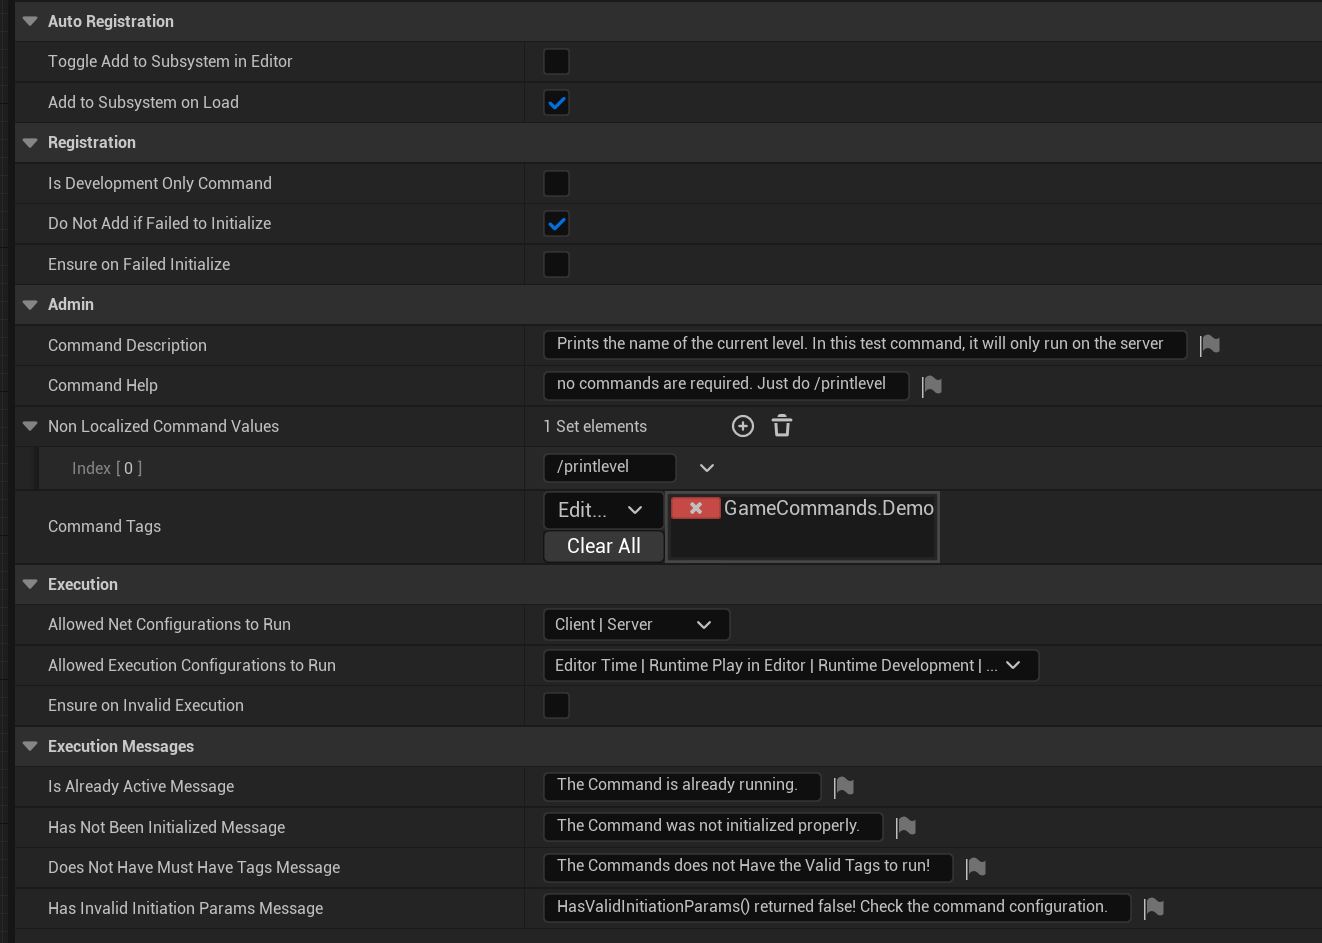 Auto Registration
Toggle Add to Subsystem in Editor
Add to Subsystem on Load
Registration
Is Development Only Command
Do Not Add if Failed to Initialize
Ensure on Failed Initialize
Admin
Command Description Prints the name of the current level. In this test command, it will only run on the server
Command Help no commands are required. Just do /printlevel
Non Localized Command Values 1 Set elements
Index [ 0 ] /printlevel
Command Tags Edit... GameCommands.Demo
Clear All
Execution
Allowed Net Configurations to Run Client | Server
Allowed Execution Configurations to Run Editor Time | Runtime Play in Editor | Runtime Development | ...
Ensure on Invalid Execution
Execution Messages
Is Already Active Message The Command is already running.
Has Not Been Initialized Message The Command was not initialized properly.
Does Not Have Must Have Tags Message The Commands does not Have the Valid Tags to run!
Has Invalid Initiation Params Message HasValidInitiationParams() returned false! Check the command configuration.